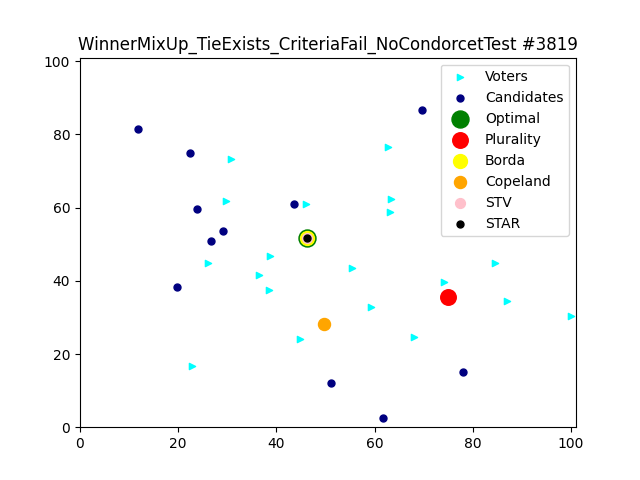 WinnerMixUp_TieExists_CriteriaFail_NoCondorcetTest #3819
100
80
60
40
20
0
0 20 40 60 80 100
Voters
Candidates
Optimal
Plurality
Borda
Copeland
STV
STAR